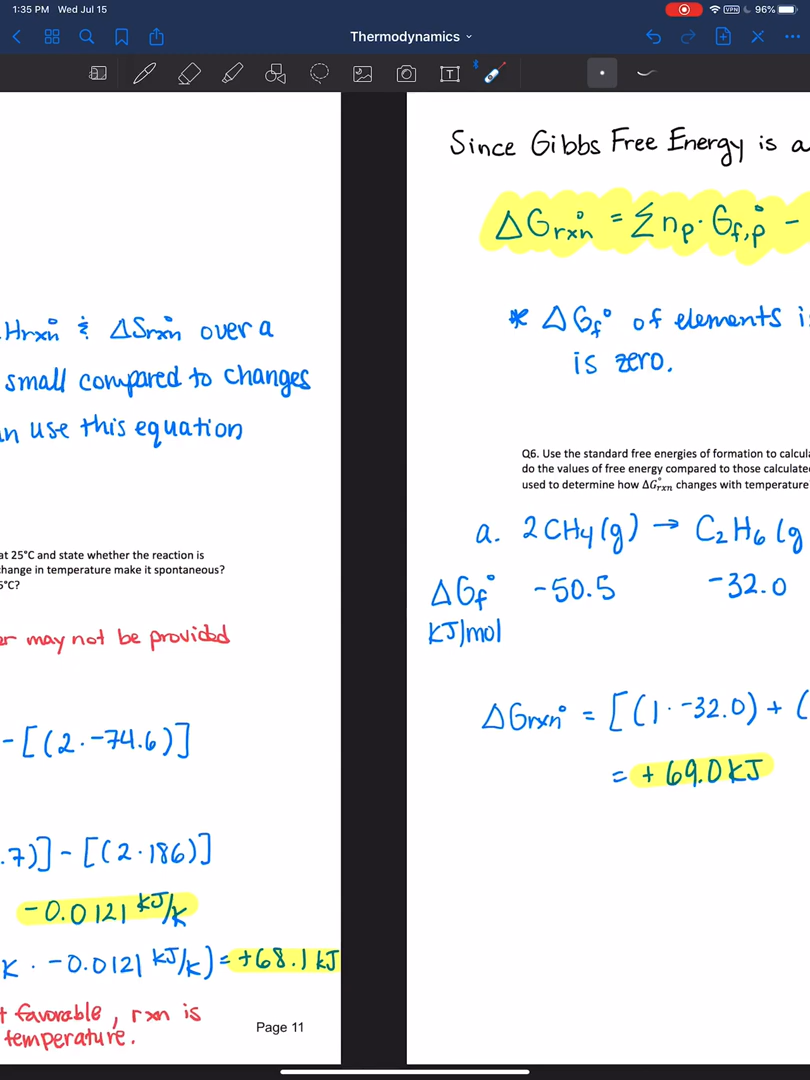 1:35 PM Wed Jul 15
VPN 96%
Thermodynamics
T
Hrxn° & ΔSrxn° over a
small compared to changes
n use this equation
at 25°C and state whether the reaction is
change in temperature make it spontaneous?
5°C?
er may not be provided
- [(2·-74.6)]
.7)] - [(2·186)]
-0.0121 kJ/K
K · -0.0121 kJ/K) = +68.1 kJ
t favorable, rxn is
temperature.
Page 11
Since Gibbs Free Energy is a
ΔGrxn° = Σnp·Gf,p° -
* ΔGf° of elements i
is zero.
Q6. Use the standard free energies of formation to calcula
do the values of free energy compared to those calculated
used to determine how ΔG°rxn changes with temperature
a. 2CH4(g) → C2H6(g
ΔGf° -50.5 -32.0
KJ/mol
ΔGrxn° = [(1·-32.0) + (
= +69.0 kJ